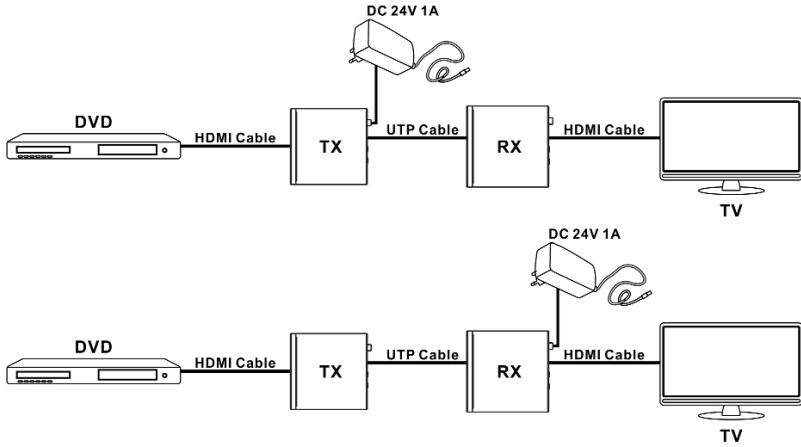 DC 24V 1A
DVD
HDMI Cable
TX
UTP Cable
RX
HDMI Cable
TV
DC 24V 1A
DVD
HDMI Cable
TX
UTP Cable
RX
HDMI Cable
TV